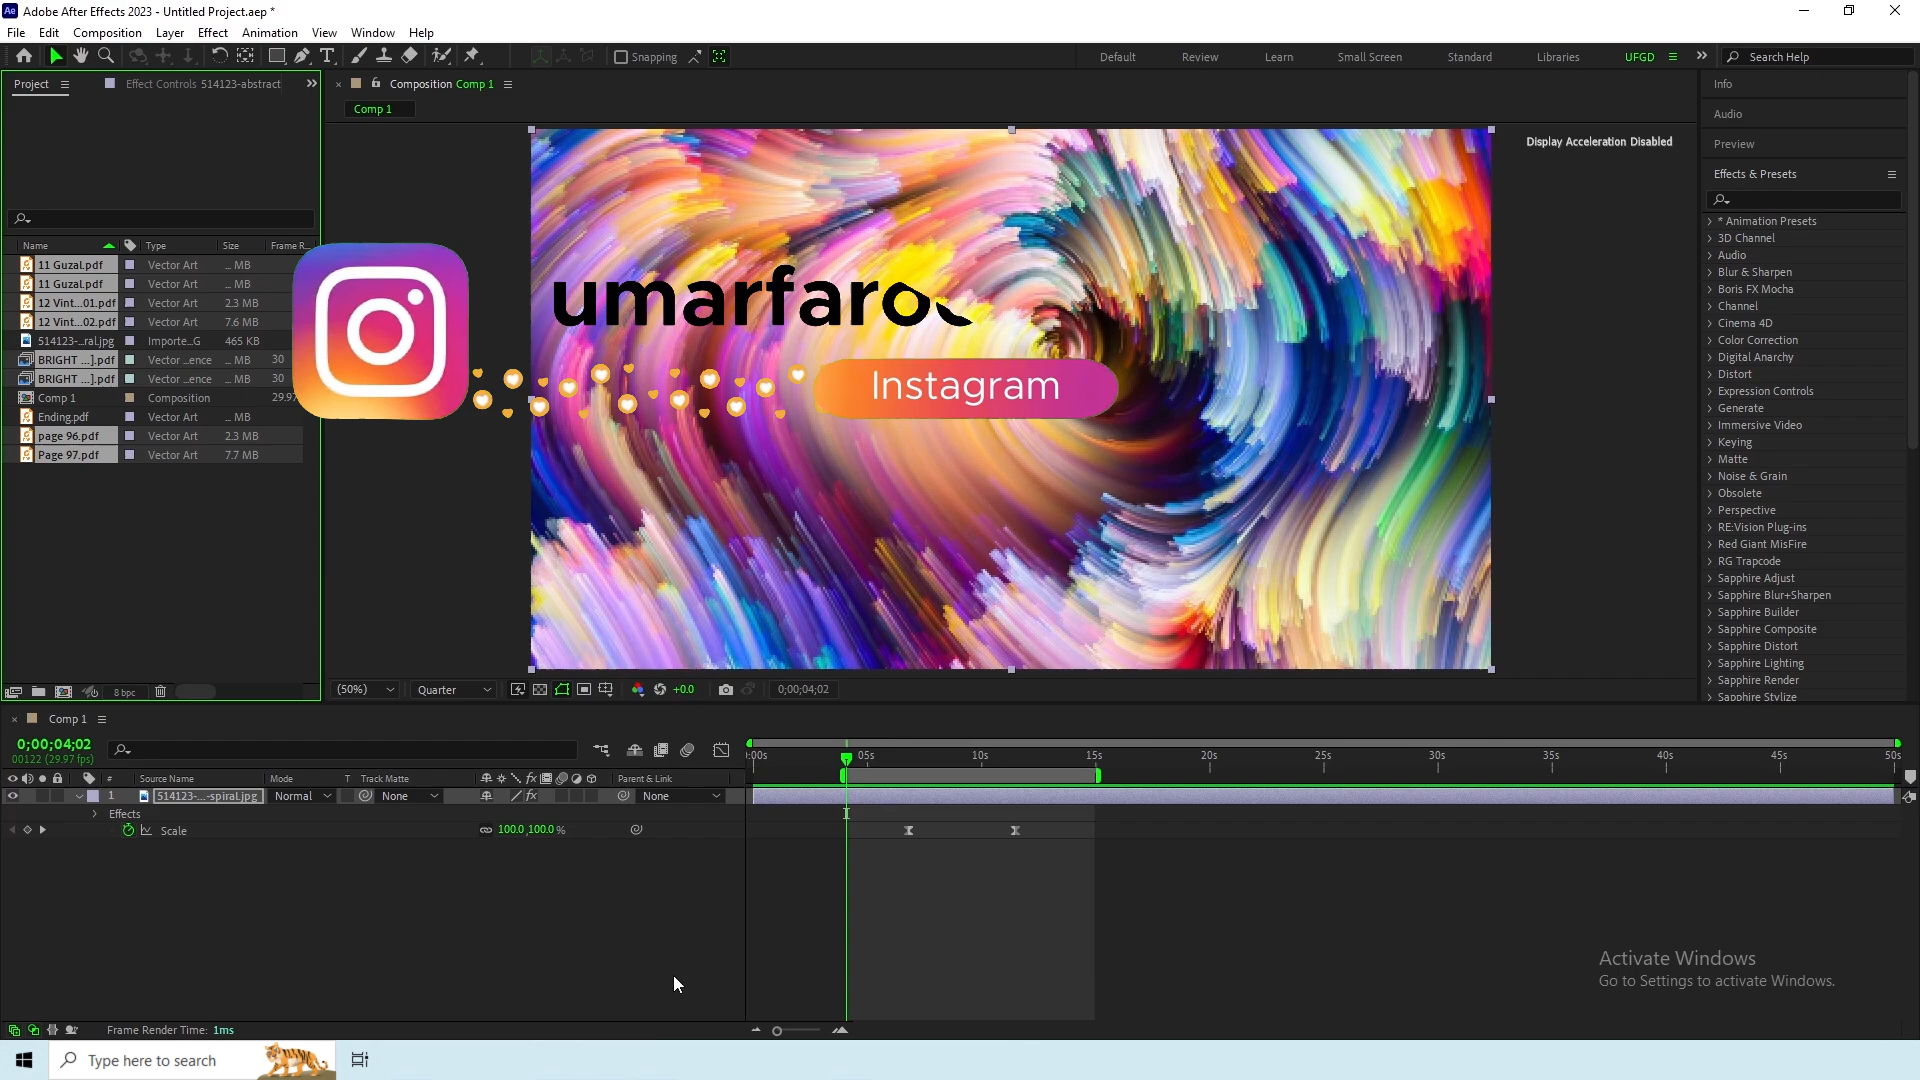 Adobe After Effects 2023 - Untitled Project.aep *
File Edit Composition Layer Effect Animation View Window Help
Snapping
Default Review Learn Small Screen Standard Libraries UFGD Search Help
Project Effect Controls 514123-abstract
Composition Comp 1
Comp 1
Display Acceleration Disabled
Info
Audio
Preview
Effects & Presets
Name Type Size Frame R...
11 Guzal.pdf Vector Art ... MB
11 Guzal.pdf Vector Art ... MB
12 Vint...01.pdf Vector Art 2.3 MB
12 Vint...02.pdf Vector Art 7.6 MB
514123-...ral.jpg Importe...G 465 KB
BRIGHT ...].pdf Vector ...ence ... MB 30
BRIGHT ...].pdf Vector ...ence ... MB 30
Comp 1 Composition 29.97
Ending.pdf Vector Art ... MB
page 96.pdf Vector Art 2.3 MB
Page 97.pdf Vector Art 7.7 MB
umarfaroo
Instagram
* Animation Presets
3D Channel
Audio
Blur & Sharpen
Boris FX Mocha
Channel
Cinema 4D
Color Correction
Digital Anarchy
Distort
Expression Controls
Generate
Immersive Video
Keying
Matte
Noise & Grain
Obsolete
Perspective
RE:Vision Plug-ins
Red Giant MisFire
RG Trapcode
Sapphire Adjust
Sapphire Blur+Sharpen
Sapphire Builder
Sapphire Composite
Sapphire Distort
Sapphire Lighting
Sapphire Render
Sapphire Stylize
8 bpc
(50%) Quarter +0.0 0;00;04;02
Comp 1
0;00;04;02
00122 (29.97 fps)
:00s 05s 10s 15s 20s 25s 30s 35s 40s 45s 50s
# Source Name Mode T Track Matte Parent & Link
1 514123-...-spiral.jpg Normal None None
Effects
Scale 100.0,100.0 %
Activate Windows
Go to Settings to activate Windows.
Frame Render Time: 1ms
Type here to search